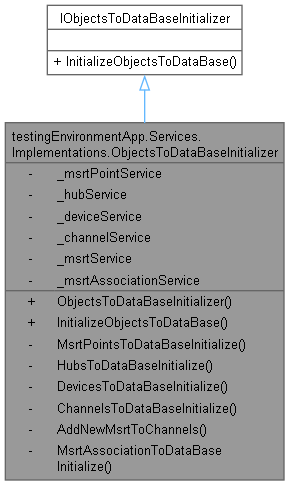 IObjectsToDataBaseInitializer
+ InitializeObjectsToDataBase()
testingEnvironmentApp.Services.
Implementations.ObjectsToDataBaseInitializer
- _msrtPointService
- _hubService
- _deviceService
- _channelService
- _msrtService
- _msrtAssociationService
+ ObjectsToDataBaseInitializer()
+ InitializeObjectsToDataBase()
- MsrtPointsToDataBaseInitialize()
- HubsToDataBaseInitialize()
- DevicesToDataBaseInitialize()
- ChannelsToDataBaseInitialize()
- AddNewMsrtToChannels()
- MsrtAssociationToDataBase
Initialize()